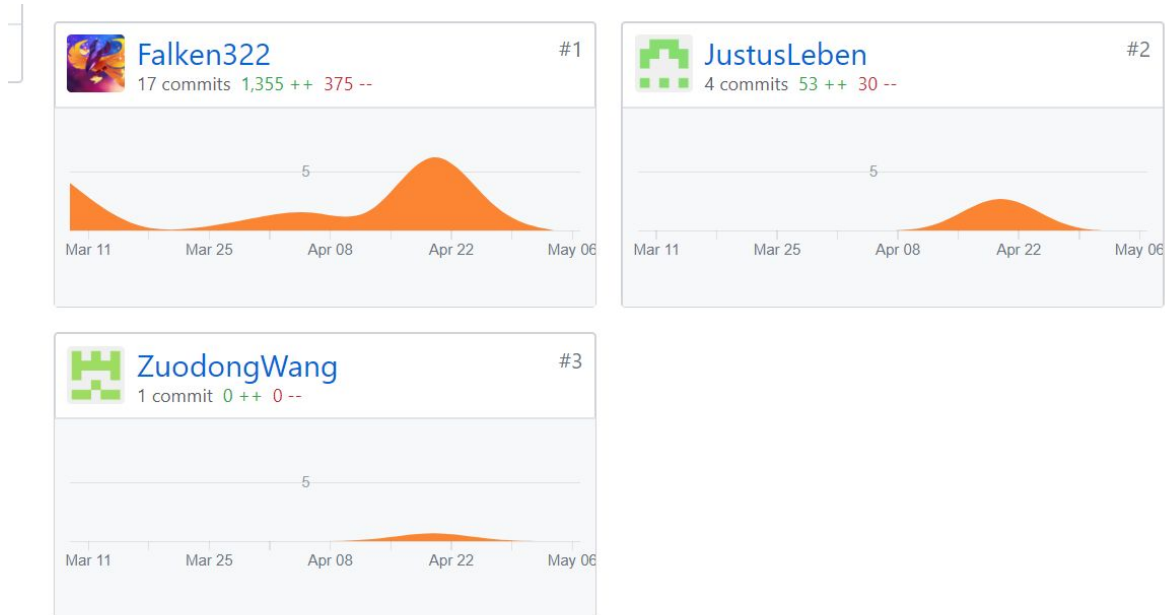 Falken322 #1
17 commits 1,355 ++ 375 --
5
Mar 11 Mar 25 Apr 08 Apr 22 May 06
JustusLeben #2
4 commits 53 ++ 30 --
5
Mar 11 Mar 25 Apr 08 Apr 22 May 06
ZuodongWang #3
1 commit 0 ++ 0 --
5
Mar 11 Mar 25 Apr 08 Apr 22 May 06